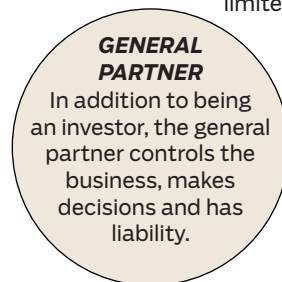 limite
GENERAL
PARTNER
In addition to being
an investor, the general
partner controls the
business, makes
decisions and has
liability.